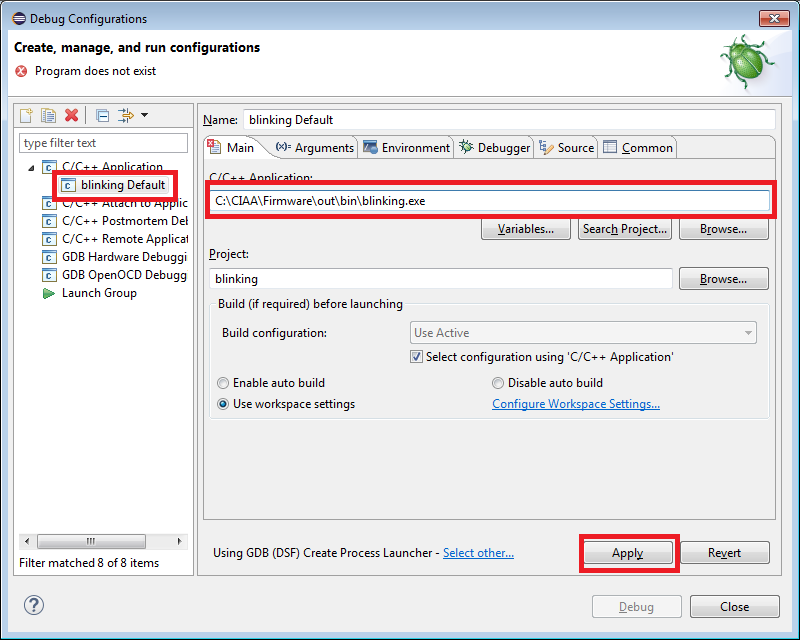 Debug Configurations
Create, manage, and run configurations
Program does not exist
type filter text
C/C++ Application
blinking Default
C/C++ Attach to Applic
C/C++ Postmortem Deb
C/C++ Remote Applicat
GDB Hardware Debuggi
GDB OpenOCD Debugg
Launch Group
Filter matched 8 of 8 items
Name: blinking Default
Main (x)= Arguments Environment Debugger Source Common
C/C++ Application:
C:\CIAA\Firmware\out\bin\blinking.exe
Variables... Search Project... Browse...
Project:
blinking Browse...
Build (if required) before launching
Build configuration: Use Active
Select configuration using 'C/C++ Application'
Enable auto build Disable auto build
Use workspace settings Configure Workspace Settings...
Using GDB (DSF) Create Process Launcher - Select other... Apply Revert
? Debug Close